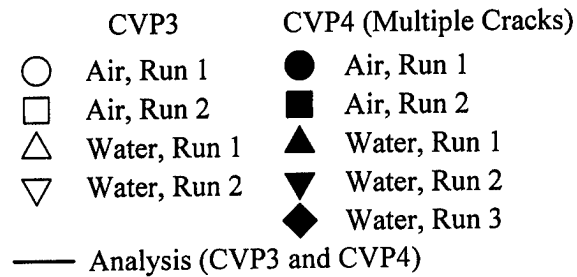 CVP3 CVP4 (Multiple Cracks)
Air, Run 1 Air, Run 1
Air, Run 2 Air, Run 2
Water, Run 1 Water, Run 1
Water, Run 2 Water, Run 2
Water, Run 3
Analysis (CVP3 and CVP4)